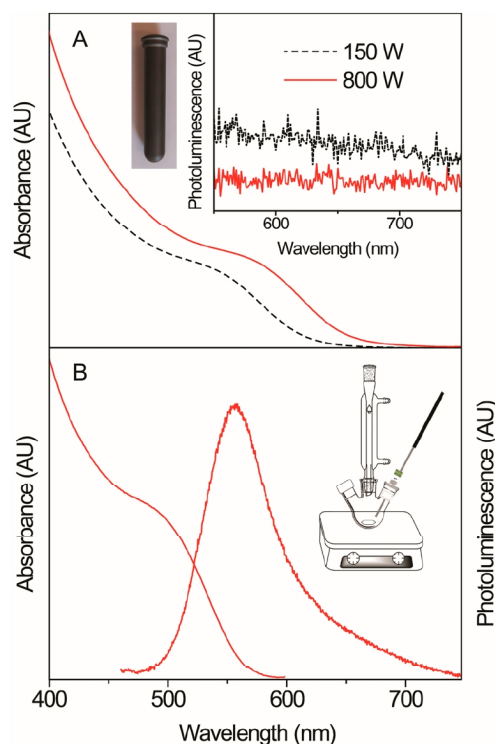 A
Absorbance (AU)
Photoluminescence (AU)
150 W
800 W
600
700
Wavelength (nm)
B
Absorbance (AU)
Photoluminescence (AU)
400
500
600
700
Wavelength (nm)